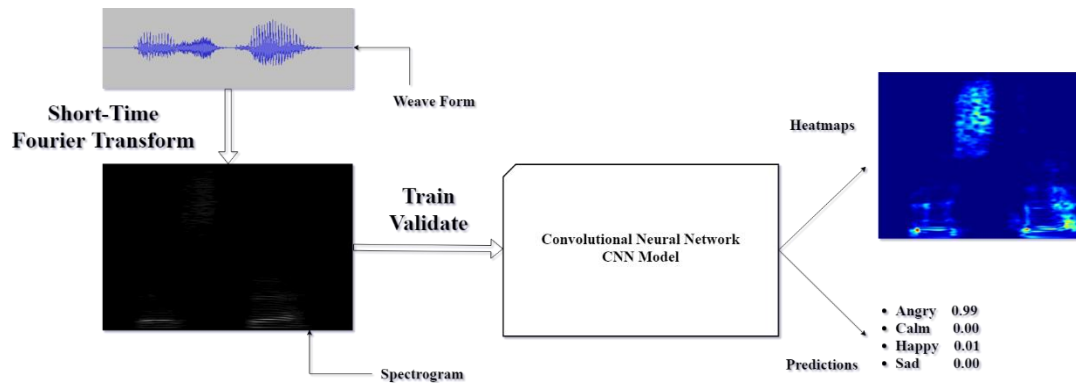 Weave Form
Short-Time
Fourier Transform
Train
Validate
Spectrogram
Convolutional Neural Network
CNN Model
Heatmaps
Predictions
• Angry 0.99
• Calm 0.00
• Happy 0.01
• Sad 0.00